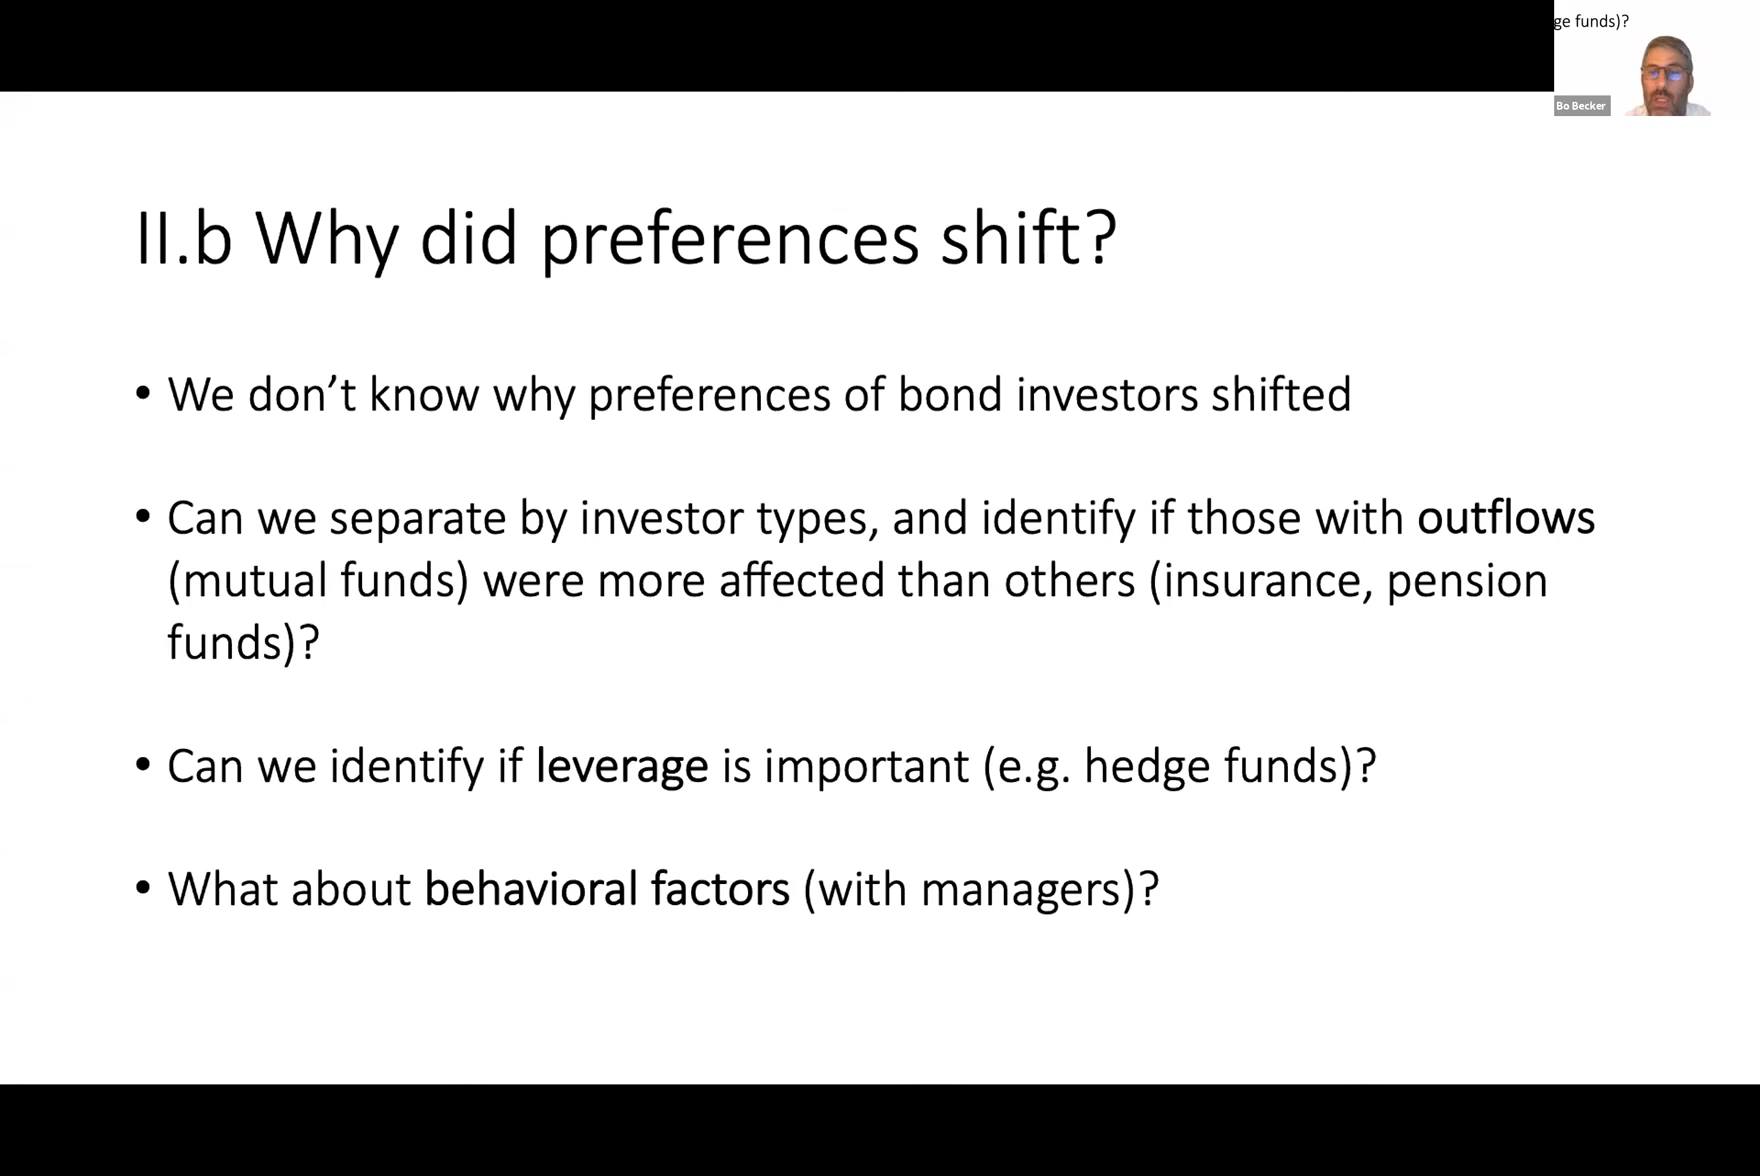 ge funds)?
Bo Becker
II.b Why did preferences shift?
• We don’t know why preferences of bond investors shifted
• Can we separate by investor types, and identify if those with outflows
(mutual funds) were more affected than others (insurance, pension
funds)?
• Can we identify if leverage is important (e.g. hedge funds)?
• What about behavioral factors (with managers)?